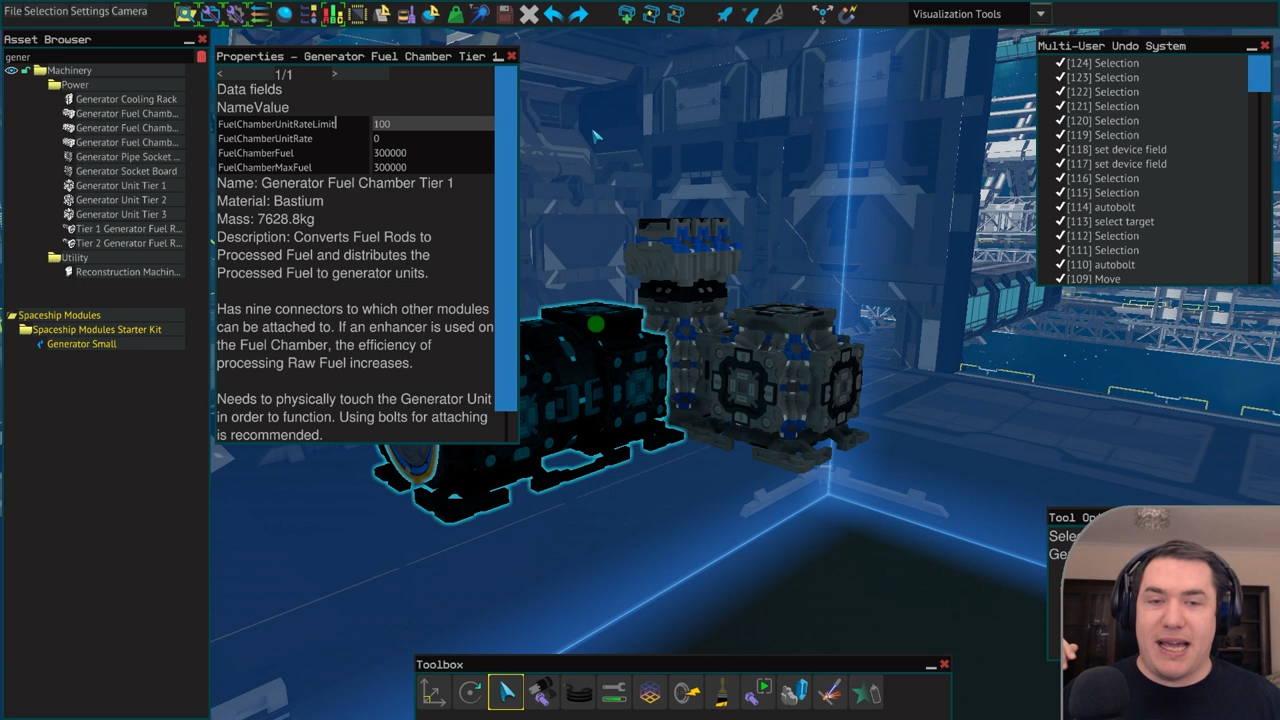 File Selection Settings Camera
Visualization Tools
Asset Browser
gener
Machinery
Power
Generator Cooling Rack
Generator Fuel Chamb...
Generator Fuel Chamb...
Generator Fuel Chamb...
Generator Pipe Socket ...
Generator Socket Board
Generator Unit Tier 1
Generator Unit Tier 2
Generator Unit Tier 3
Tier 1 Generator Fuel R...
Tier 2 Generator Fuel R...
Utility
Reconstruction Machin...
Spaceship Modules
Spaceship Modules Starter Kit
Generator Small
Properties - Generator Fuel Chamber Tier 1
< 1/1 >
Data fields
NameValue
FuelChamberUnitRateLimit 100
FuelChamberUnitRate 0
FuelChamberFuel 300000
FuelChamberMaxFuel 300000
Name: Generator Fuel Chamber Tier 1
Material: Bastium
Mass: 7628.8kg
Description: Converts Fuel Rods to
Processed Fuel and distributes the
Processed Fuel to generator units.
Has nine connectors to which other modules
can be attached to. If an enhancer is used on
the Fuel Chamber, the efficiency of
processing Raw Fuel increases.
Needs to physically touch the Generator Unit
in order to function. Using bolts for attaching
is recommended.
Multi-User Undo System
[124] Selection
[123] Selection
[122] Selection
[121] Selection
[120] Selection
[119] Selection
[118] set device field
[117] set device field
[116] Selection
[115] Selection
[114] autobolt
[113] select target
[112] Selection
[111] Selection
[110] autobolt
[109] Move
Toolbox
Tool